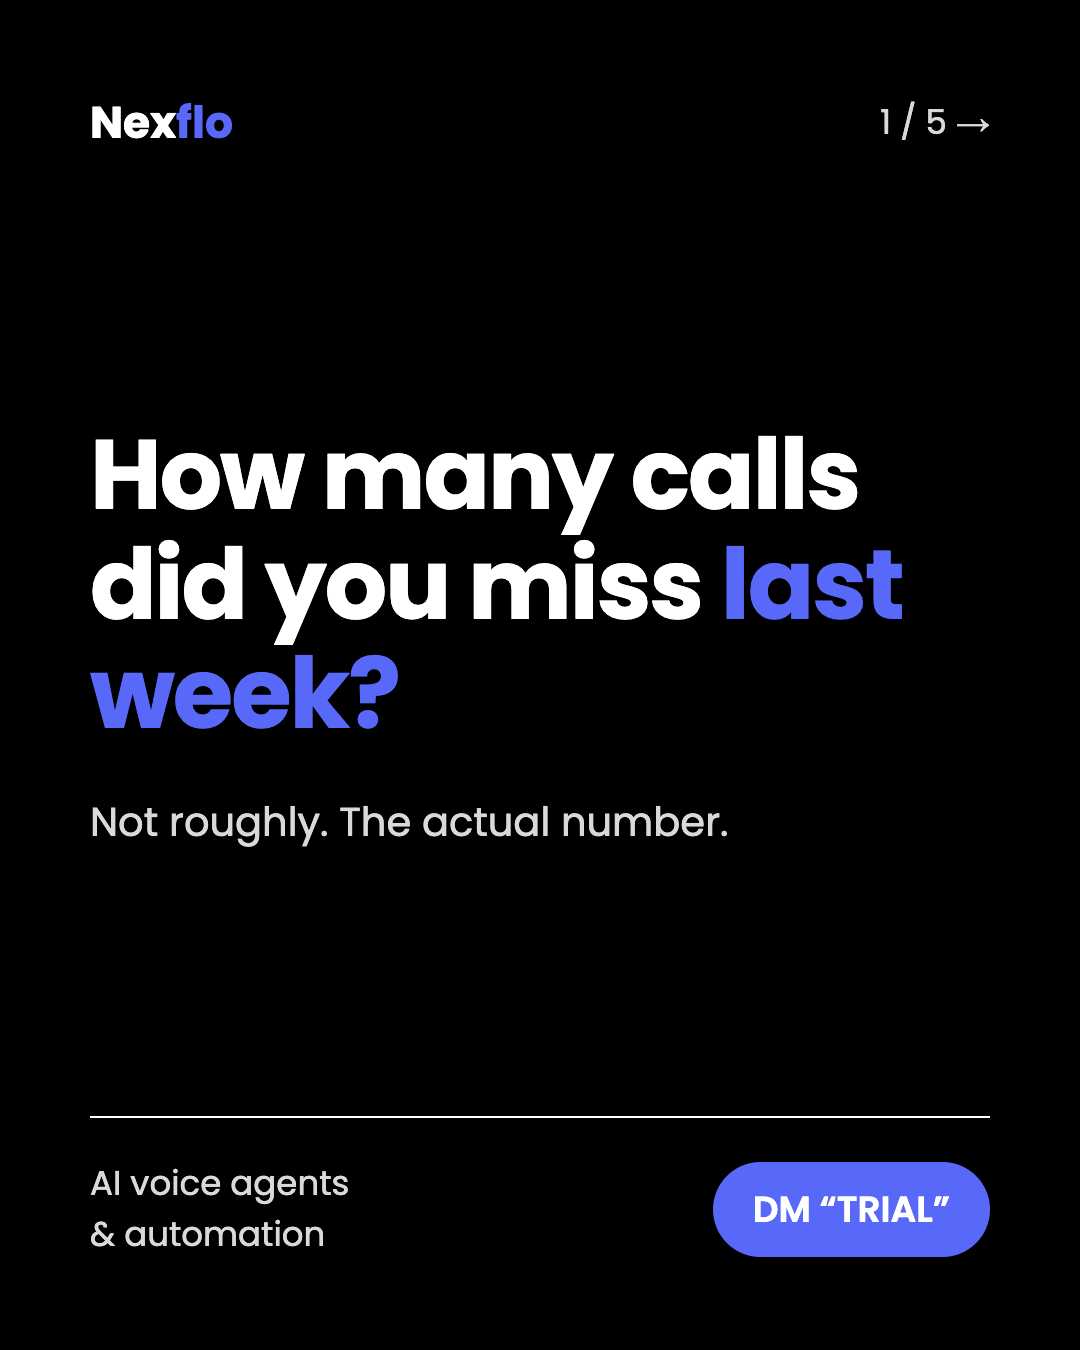 Nexflo
1 / 5 →
How many calls
did you miss last
week?
Not roughly. The actual number.
AI voice agents
& automation
DM “TRIAL”